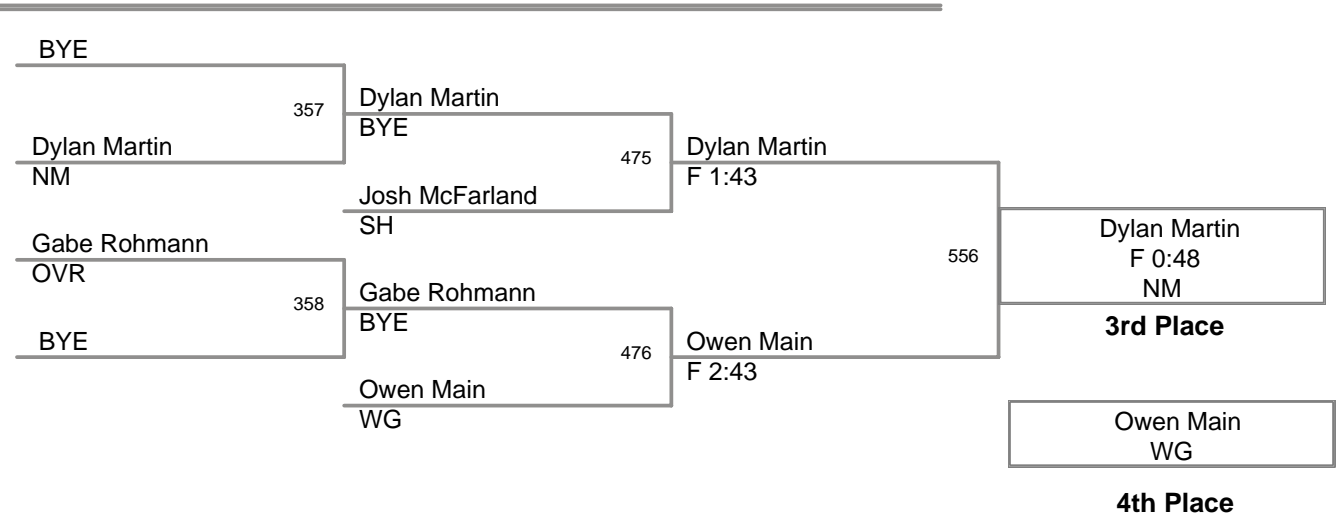 BYE
357
Dylan Martin
NM
Dylan Martin
BYE
475
Josh McFarland
SH
Gabe Rohmann
OVR
358
BYE
Gabe Rohmann
BYE
476
Owen Main
WG
Dylan Martin
F 1:43
556
Owen Main
F 2:43
Dylan Martin
F 0:48
NM
3rd Place
Owen Main
WG
4th Place